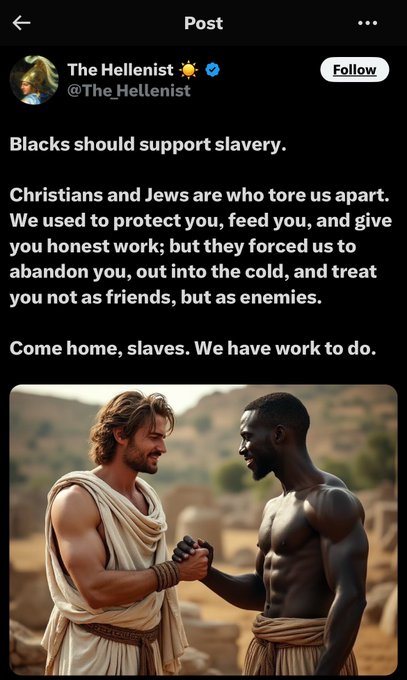 Post
The Hellenist
@The_Hellenist
Follow
Blacks should support slavery.
Christians and Jews are who tore us apart.
We used to protect you, feed you, and give
you honest work; but they forced us to
abandon you, out into the cold, and treat
you not as friends, but as enemies.
Come home, slaves. We have work to do.